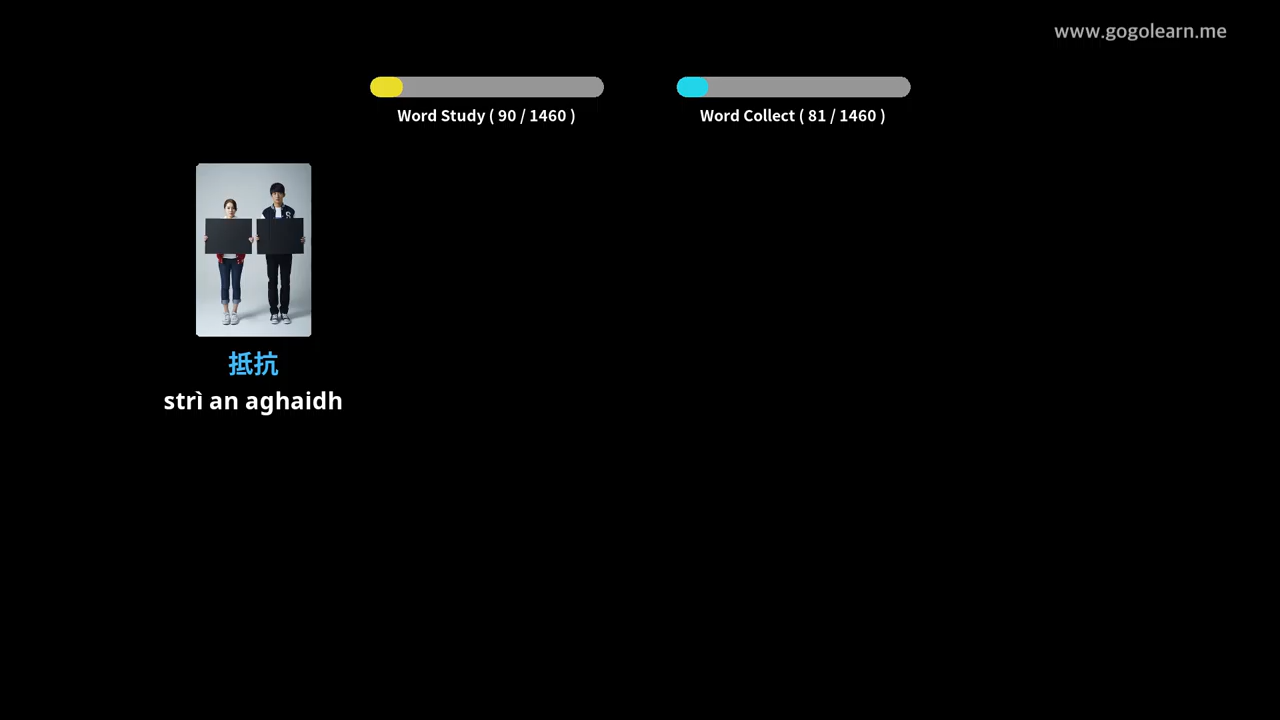 www.gogolearn.me
Word Study ( 90 / 1460 )
Word Collect ( 81 / 1460 )
抵抗
strì an aghaidh